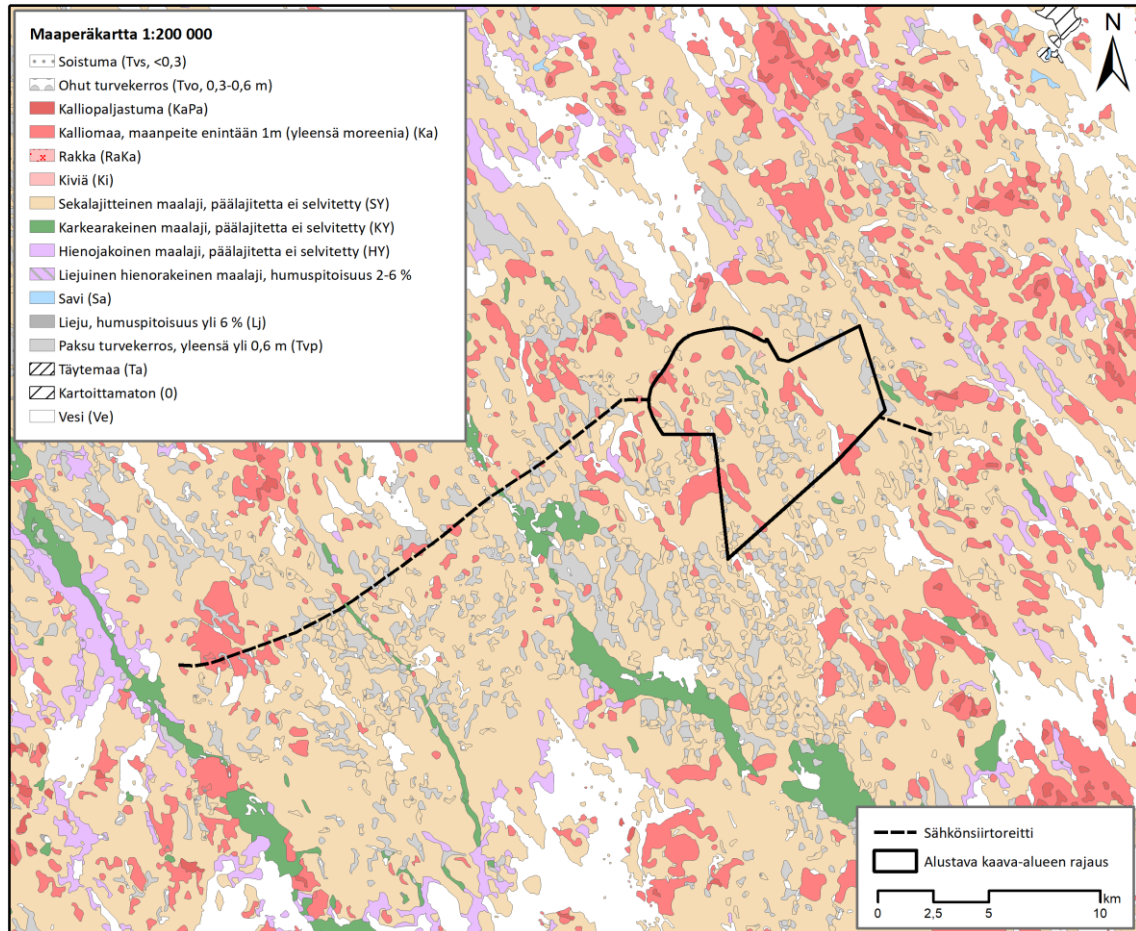 Maaperäkartta 1:200 000
Soistuma (Tvs, <0,3)
Ohut turvekerros (Tvo, 0,3-0,6 m)
Kalliopaljastuma (KaPa)
Kalliomaa, maanpeite enintään 1m (yleensä moreenia) (Ka)
Rakka (RaKa)
Kiviä (Ki)
Sekalajitteinen maalaji, päälajitetta ei selvitetty (SY)
Karkearakeinen maalaji, päälajitetta ei selvitetty (KY)
Hienojakoinen maalaji, päälajitetta ei selvitetty (HY)
Liejuinen hienorakeinen maalaji, humuspitoisuus 2-6 %
Savi (Sa)
Lieju, humuspitoisuus yli 6 % (Lj)
Paksu turvekerros, yleensä yli 0,6 m (Tvp)
Täytemaa (Ta)
Kartoittamaton (0)
Vesi (Ve)
N
Sähkönsiirtoreitti
Alustava kaava-alueen rajaus
0 2,5 5 10 km